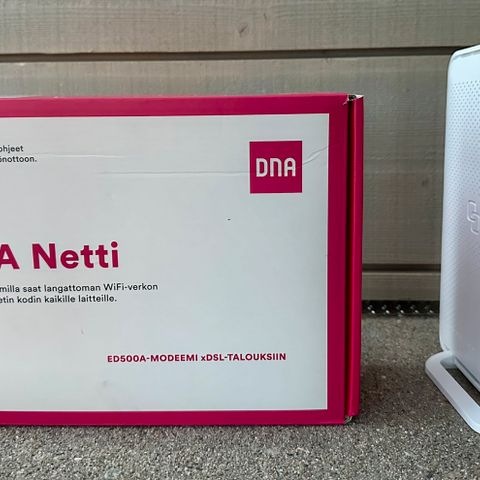 ohjeet
önottoon.
DNA
A Netti
milla saat langattoman WiFi-verkon
etin kodin kaikille laitteille.
ED500A-MODEEMI xDSL-TALOUKSIIN